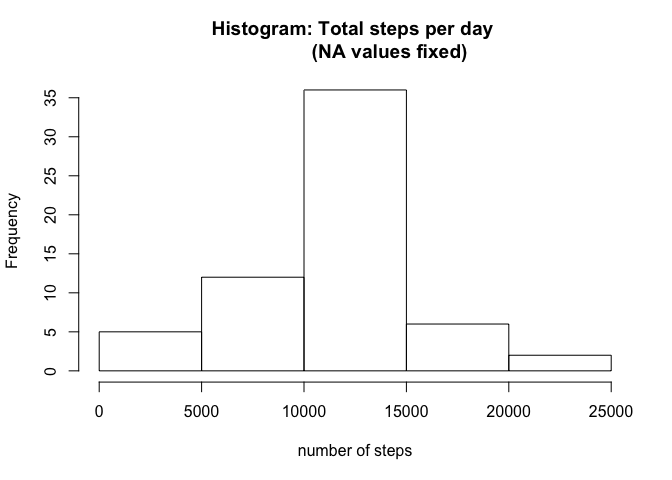 Histogram: Total steps per day
(NA values fixed)
35
30
25
20
15
10
5
0
Frequency
0 5000 10000 15000 20000 25000
number of steps